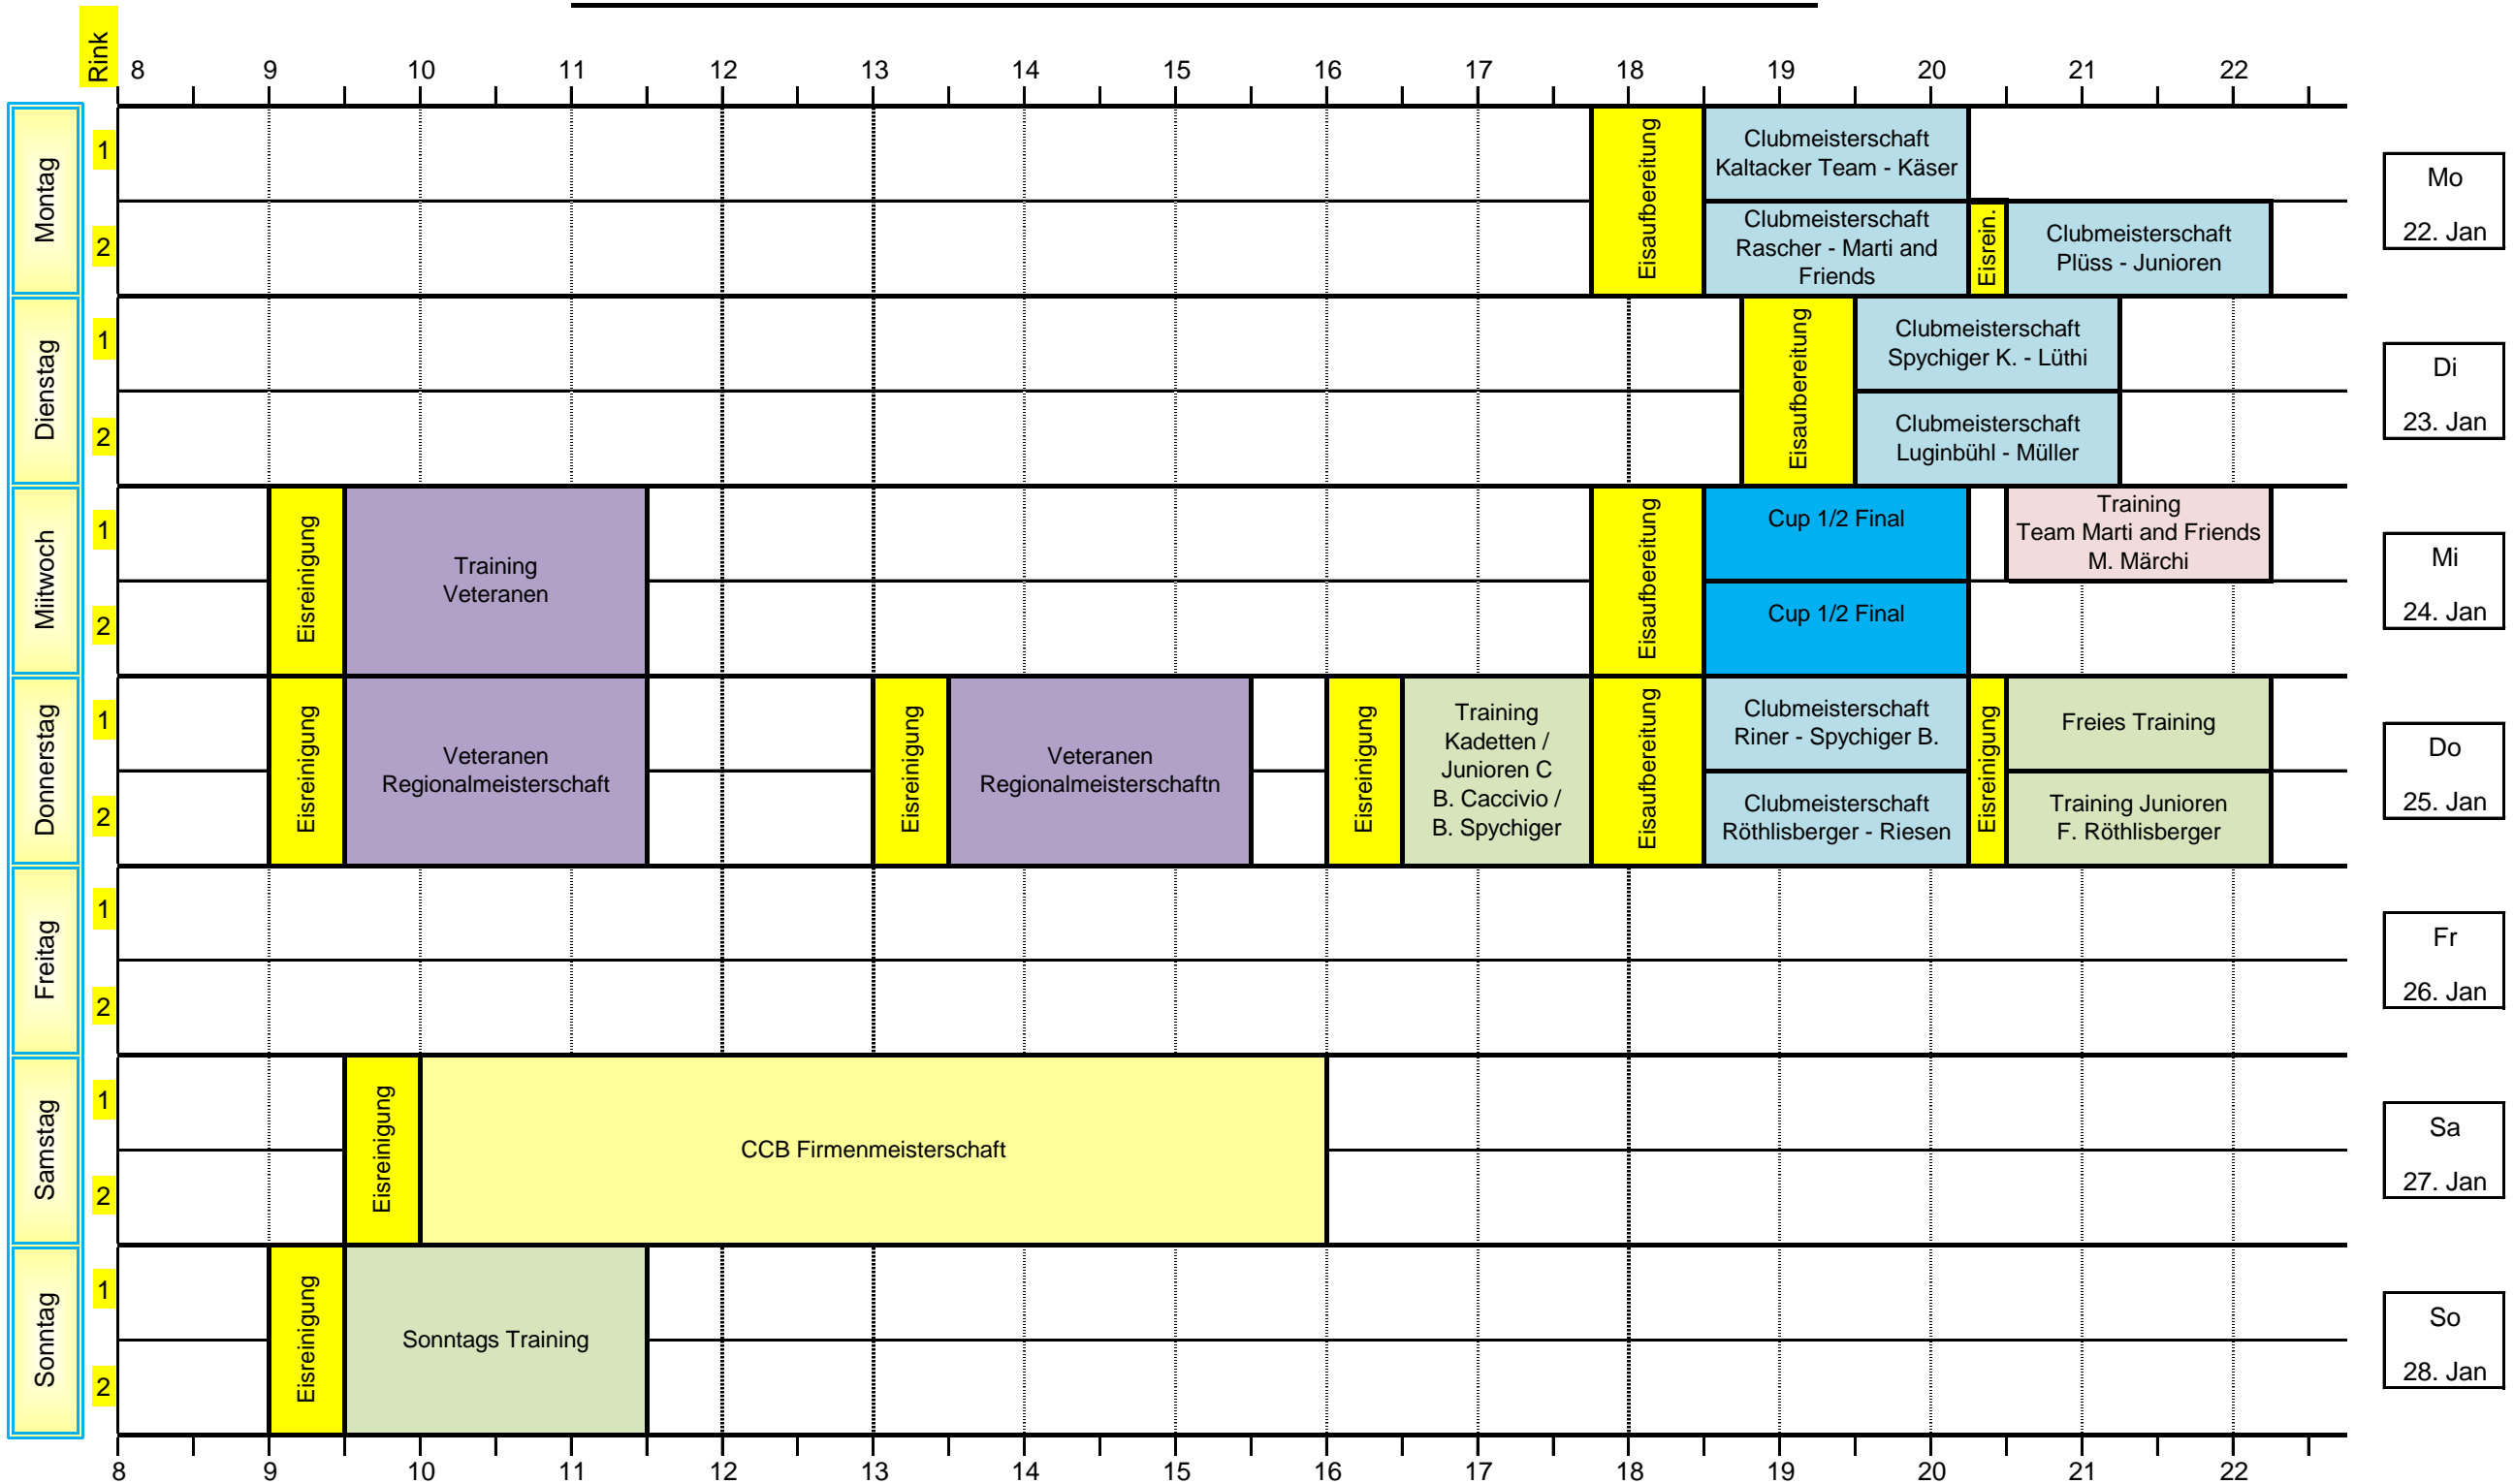 Rink
8 9 10 11 12 13 14 15 16 17 18 19 20 21 22
Montag
1
2
Eisaufbereitung
Clubmeisterschaft
Kaltacker Team - Käser
Clubmeisterschaft
Rascher - Marti and
Friends
Eisrein.
Clubmeisterschaft
Plüss - Junioren
Mo
22. Jan
Dienstag
1
2
Eisaufbereitung
Clubmeisterschaft
Spychiger K. - Lüthi
Clubmeisterschaft
Luginbühl - Müller
Di
23. Jan
Miitwoch
1
2
Eisreinigung
Training
Veteranen
Eisaufbereitung
Cup 1/2 Final
Cup 1/2 Final
Training
Team Marti and Friends
M. Märchi
Mi
24. Jan
Donnerstag
1
2
Eisreinigung
Veteranen
Regionalmeisterschaft
Eisreinigung
Veteranen
Regionalmeisterschaftn
Eisreinigung
Training
Kadetten /
Junioren C
B. Caccivio /
B. Spychiger
Eisaufbereitung
Clubmeisterschaft
Riner - Spychiger B.
Clubmeisterschaft
Röthlisberger - Riesen
Eisreinigung
Freies Training
Training Junioren
F. Röthlisberger
Do
25. Jan
Freitag
1
2
Fr
26. Jan
Samstag
1
2
Eisreinigung
CCB Firmenmeisterschaft
Sa
27. Jan
Sonntag
1
2
Eisreinigung
Sonntags Training
So
28. Jan
8 9 10 11 12 13 14 15 16 17 18 19 20 21 22